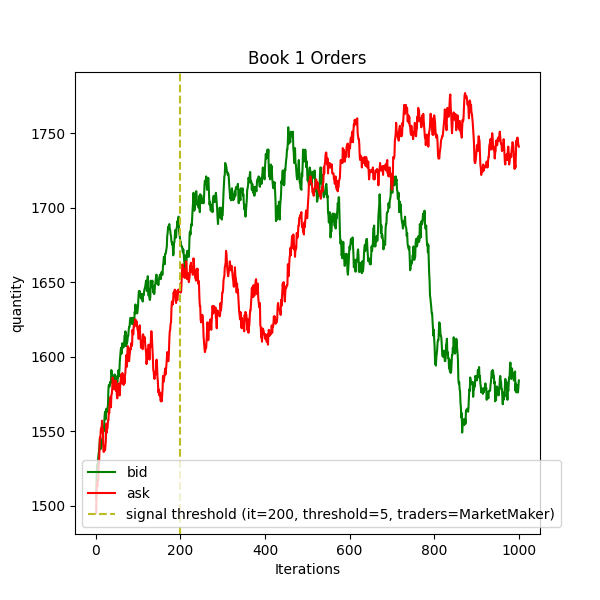 Book 1 Orders
quantity
1750
1700
1650
1600
1550
1500
bid
ask
signal threshold (it=200, threshold=5, traders=MarketMaker)
0 200 400 600 800 1000
Iterations